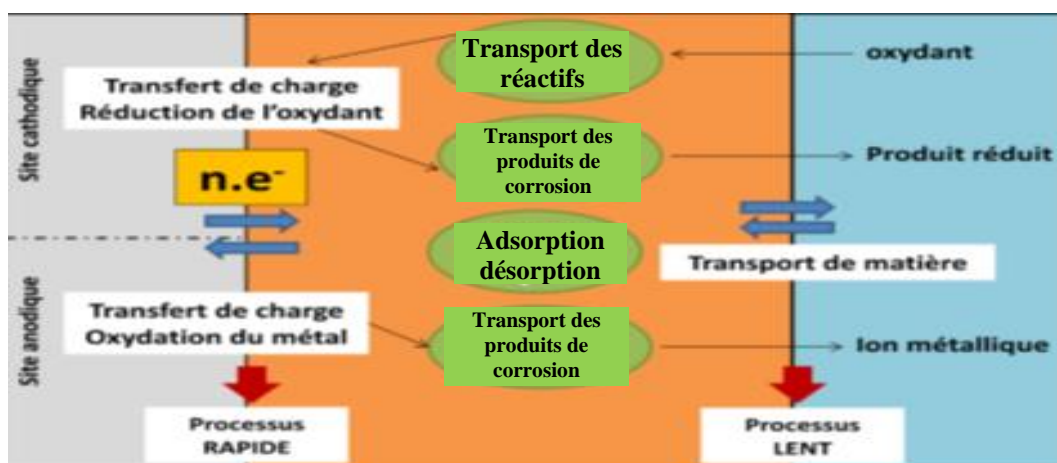 Site cathodique
Transport des
réactifs
oxydant
Transfert de charge
Réduction de l'oxydant
Transport des
produits de
corrosion
Produit réduit
n.e-
Adsorption
désorption
Transport de matière
Site anodique
Transfert de charge
Oxydation du métal
Transport des
produits de
corrosion
Ion métallique
Processus
RAPIDE
Processus
LENT